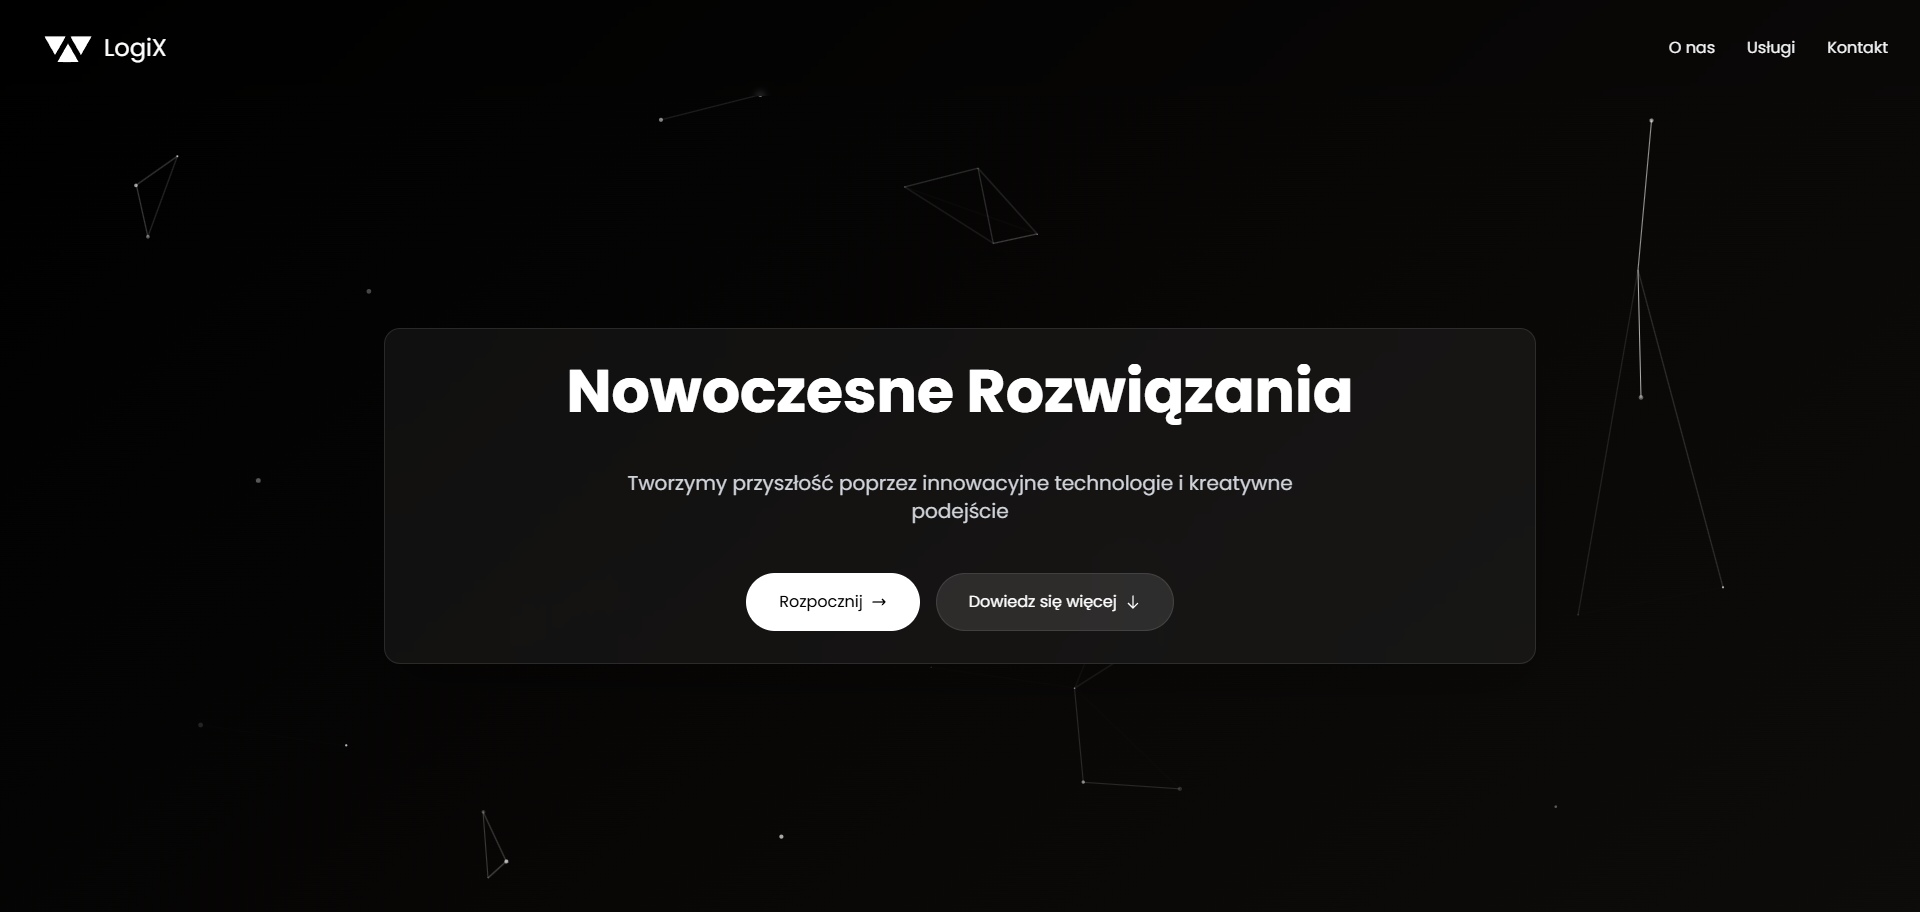 LogiX
O nas
Usługi
Kontakt
Nowoczesne Rozwiązania
Tworzymy przyszłość poprzez innowacyjne technologie i kreatywne
podejście
Rozpocznij →
Dowiedz się więcej ↓